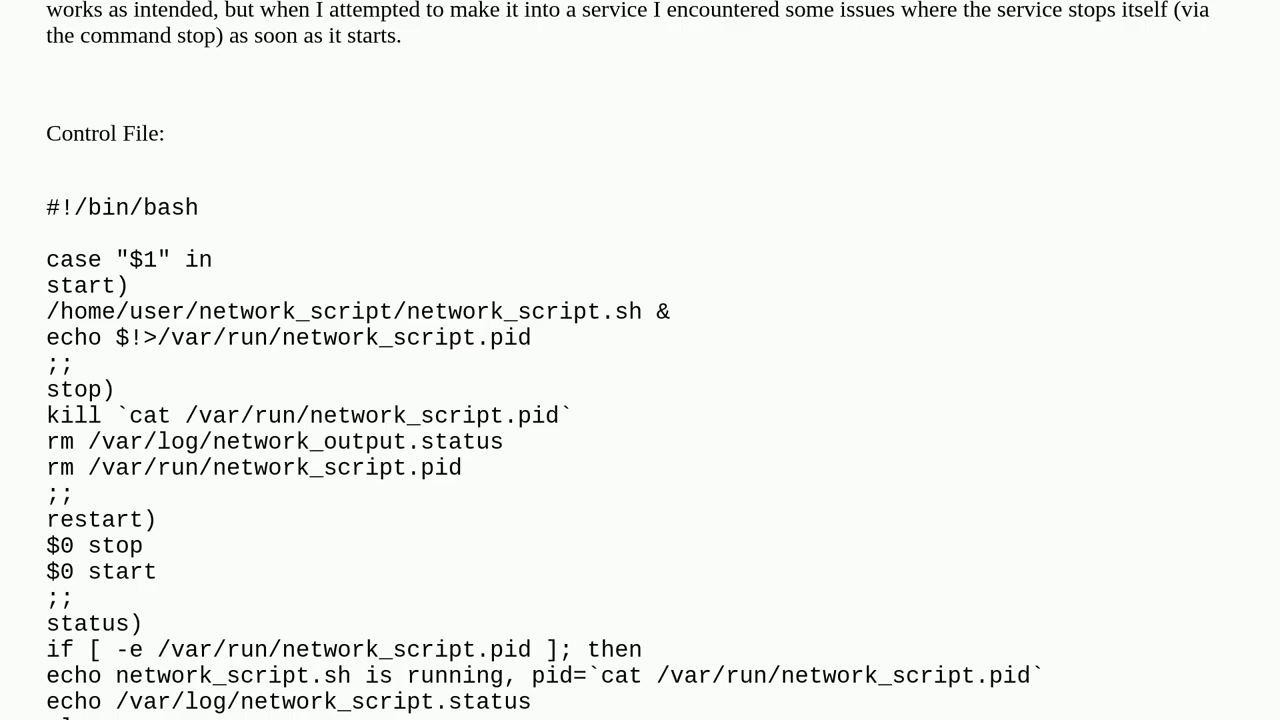 works as intended, but when I attempted to make it into a service I encountered some issues where the service stops itself (via
the command stop) as soon as it starts.
Control File:
#!/bin/bash
case "$1" in
start)
/home/user/network_script/network_script.sh &
echo $!>/var/run/network_script.pid
;;
stop)
kill `cat /var/run/network_script.pid`
rm /var/log/network_output.status
rm /var/run/network_script.pid
;;
restart)
$0 stop
$0 start
;;
status)
if [ -e /var/run/network_script.pid ]; then
echo network_script.sh is running, pid=`cat /var/run/network_script.pid`
echo /var/log/network_script.status